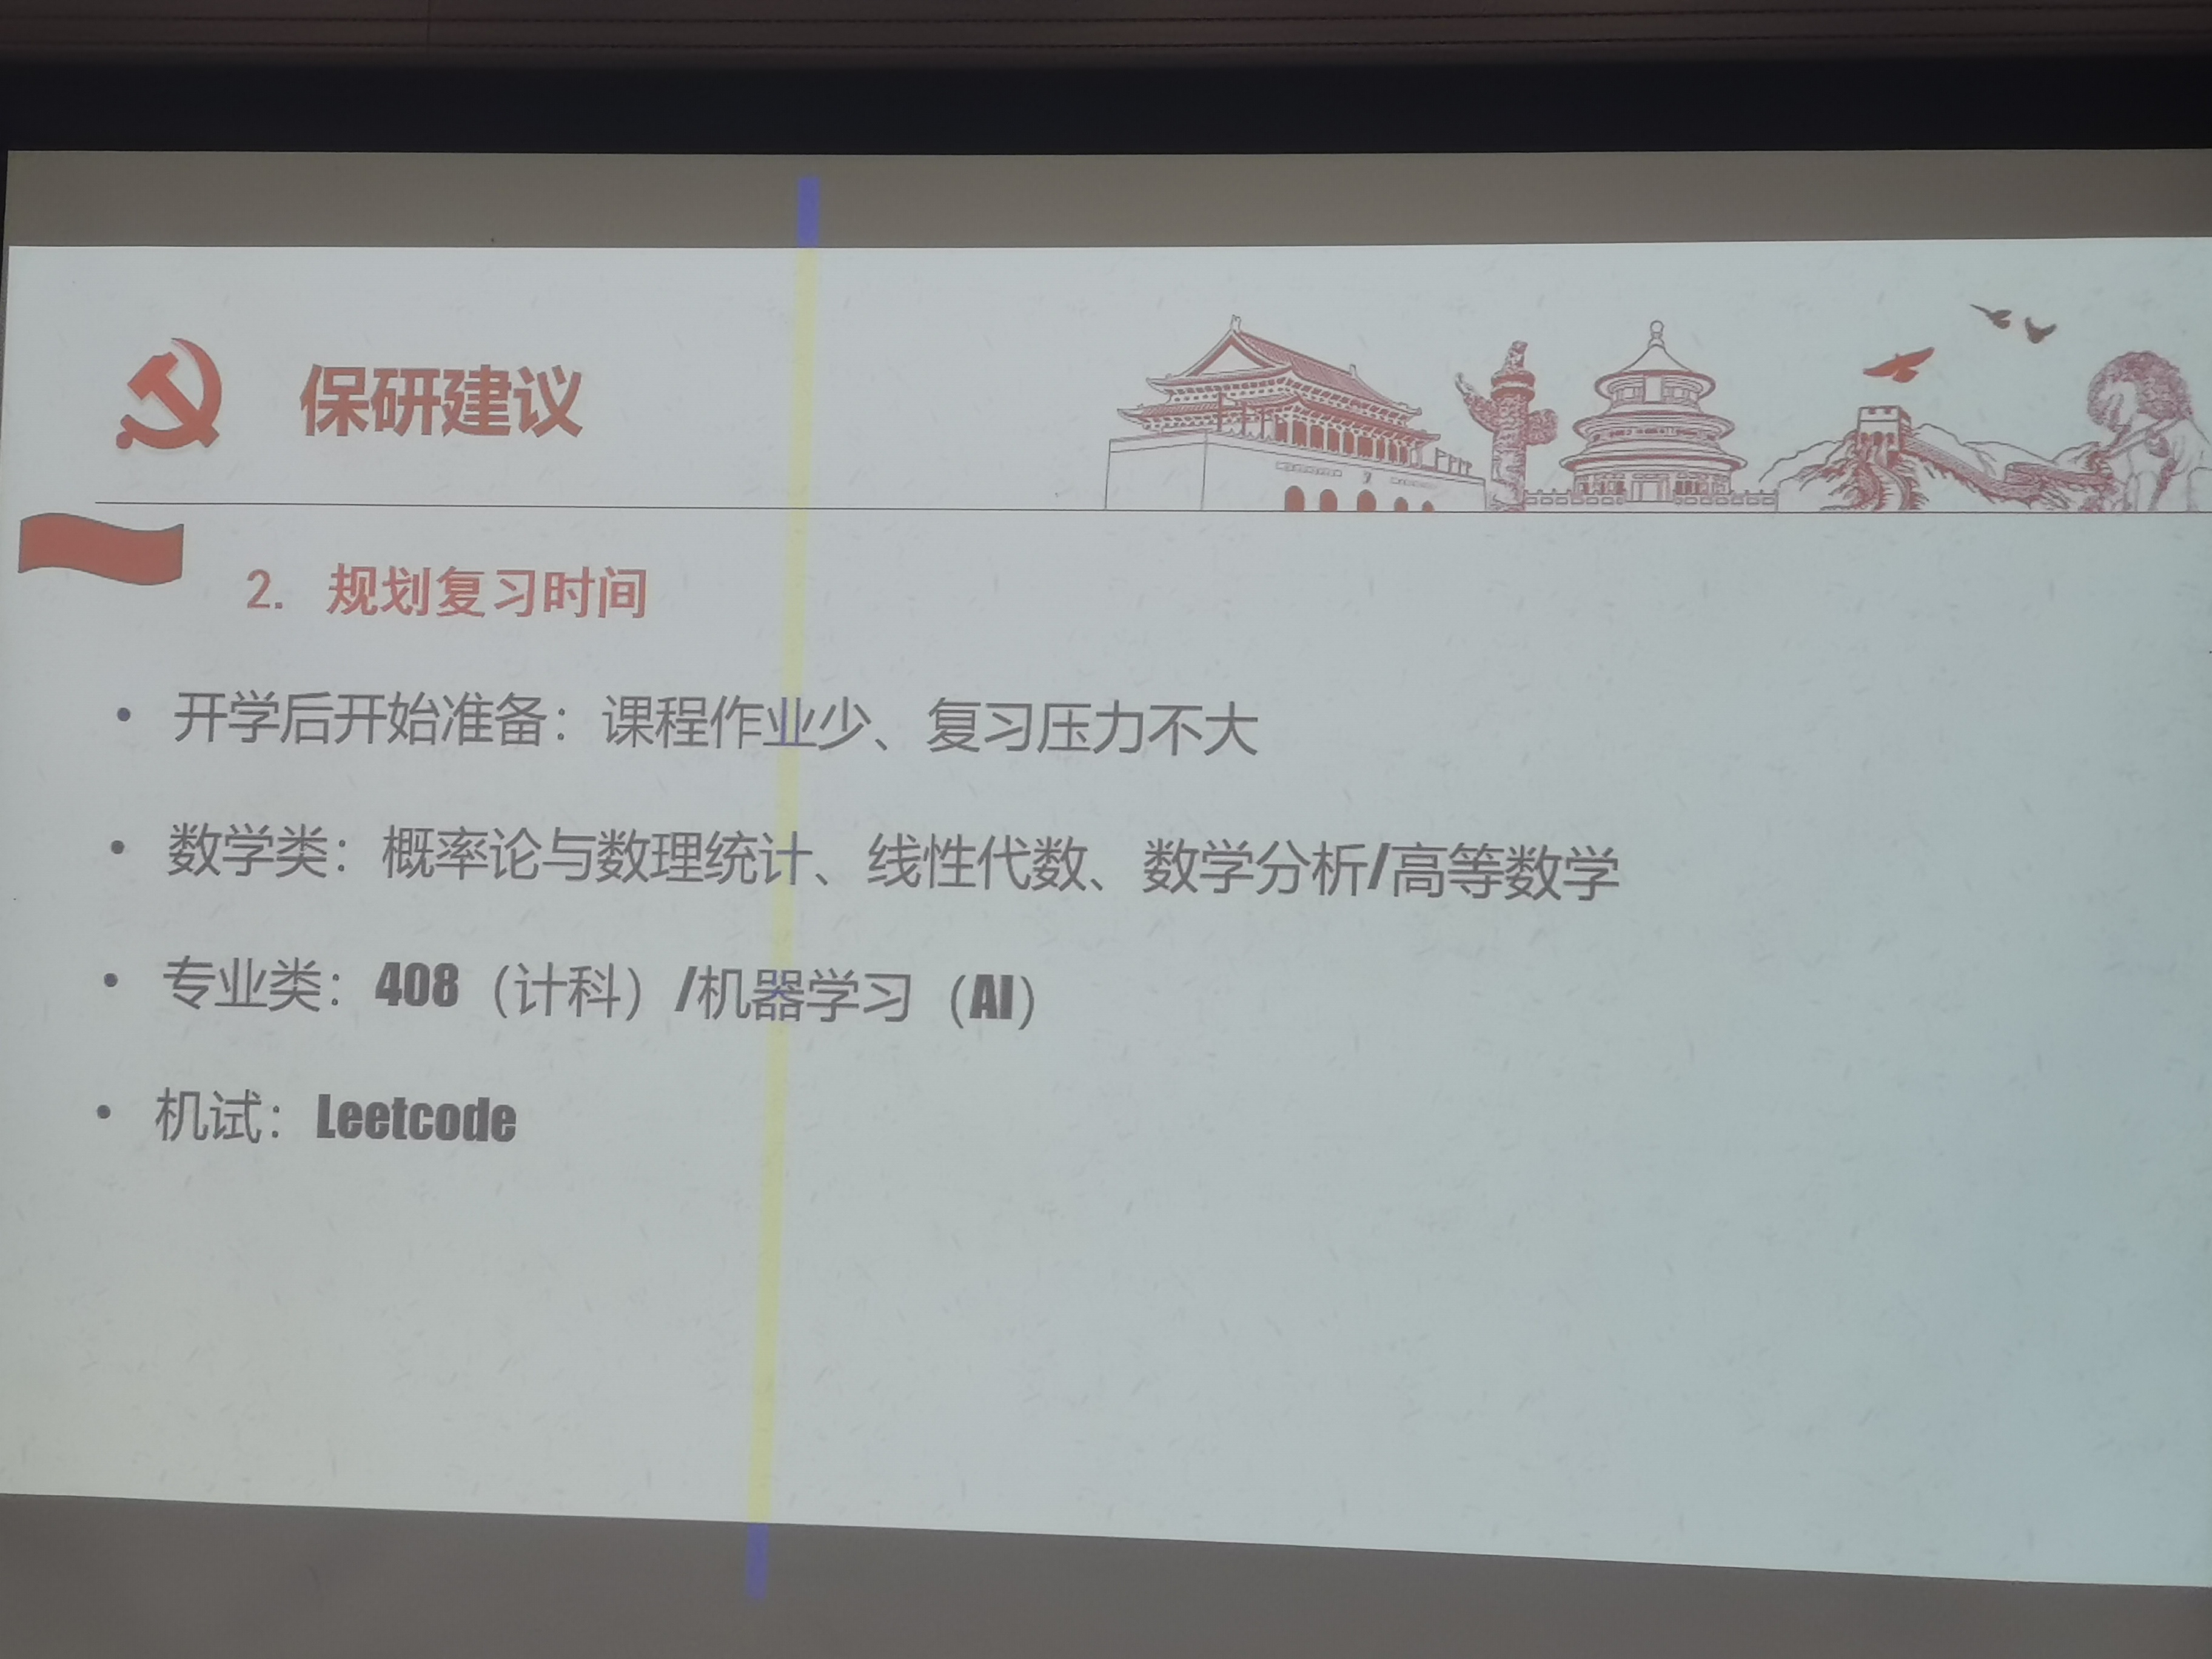 保研建议
2. 规划复习时间
• 开学后开始准备：课程作业少、复习压力不大
• 数学类：概率论与数理统计、线性代数、数学分析/高等数学
• 专业类：408（计科）/机器学习（AI）
• 机试：Leetcode